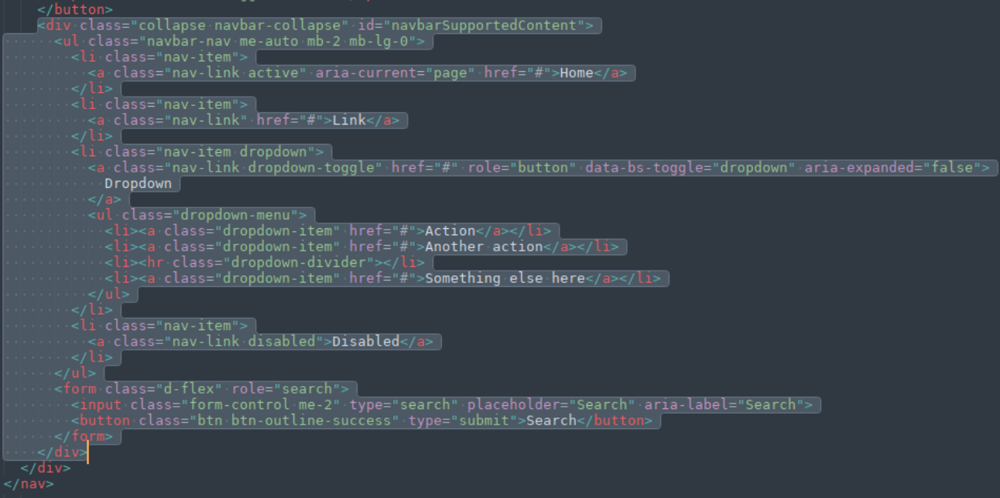 </button>
<div class="collapse navbar-collapse" id="navbarSupportedContent">
<ul class="navbar-nav me-auto mb-2 mb-lg-0">
<li class="nav-item">
<a class="nav-link active" aria-current="page" href="#">Home</a>
</li>
<li class="nav-item">
<a class="nav-link" href="#">Link</a>
</li>
<li class="nav-item dropdown">
<a class="nav-link dropdown-toggle" href="#" role="button" data-bs-toggle="dropdown" aria-expanded="false">
Dropdown
</a>
<ul class="dropdown-menu">
<li><a class="dropdown-item" href="#">Action</a></li>
<li><a class="dropdown-item" href="#">Another action</a></li>
<li><hr class="dropdown-divider"></li>
<li><a class="dropdown-item" href="#">Something else here</a></li>
</ul>
</li>
<li class="nav-item">
<a class="nav-link disabled">Disabled</a>
</li>
</ul>
<form class="d-flex" role="search">
<input class="form-control me-2" type="search" placeholder="Search" aria-label="Search">
<button class="btn btn-outline-success" type="submit">Search</button>
</form>
</div>
</div>
</nav>